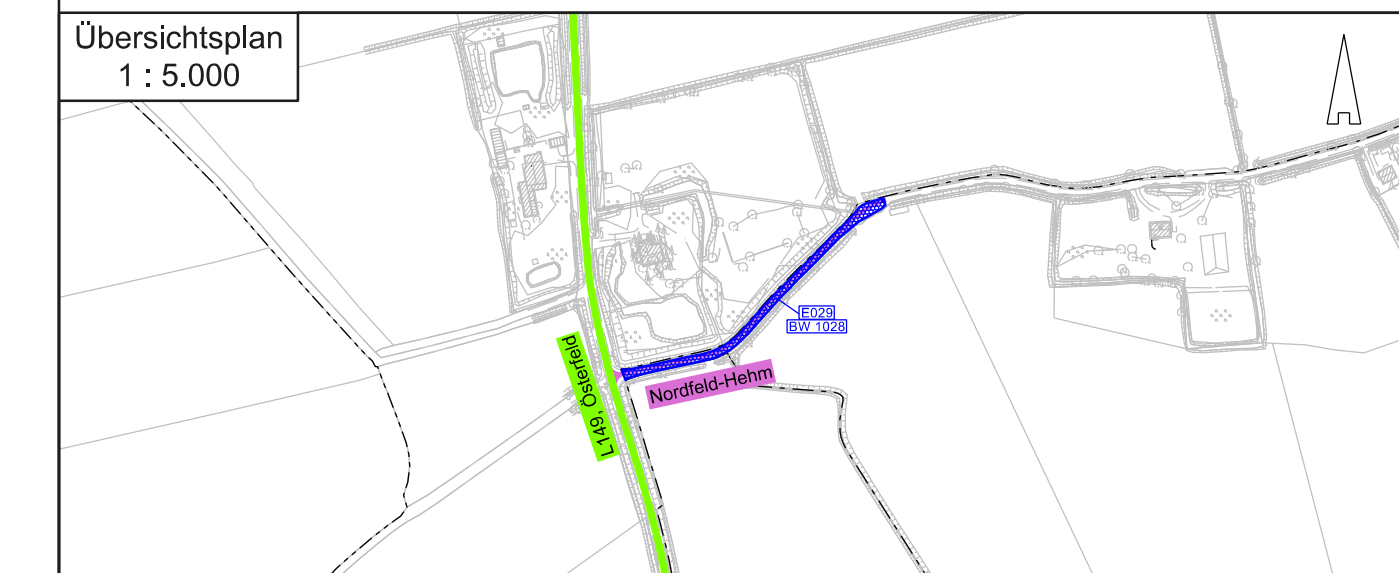 Übersichtsplan
1 : 5.000
E029
BW 1028
L149, Österfeld
Nordfeld-Hehm